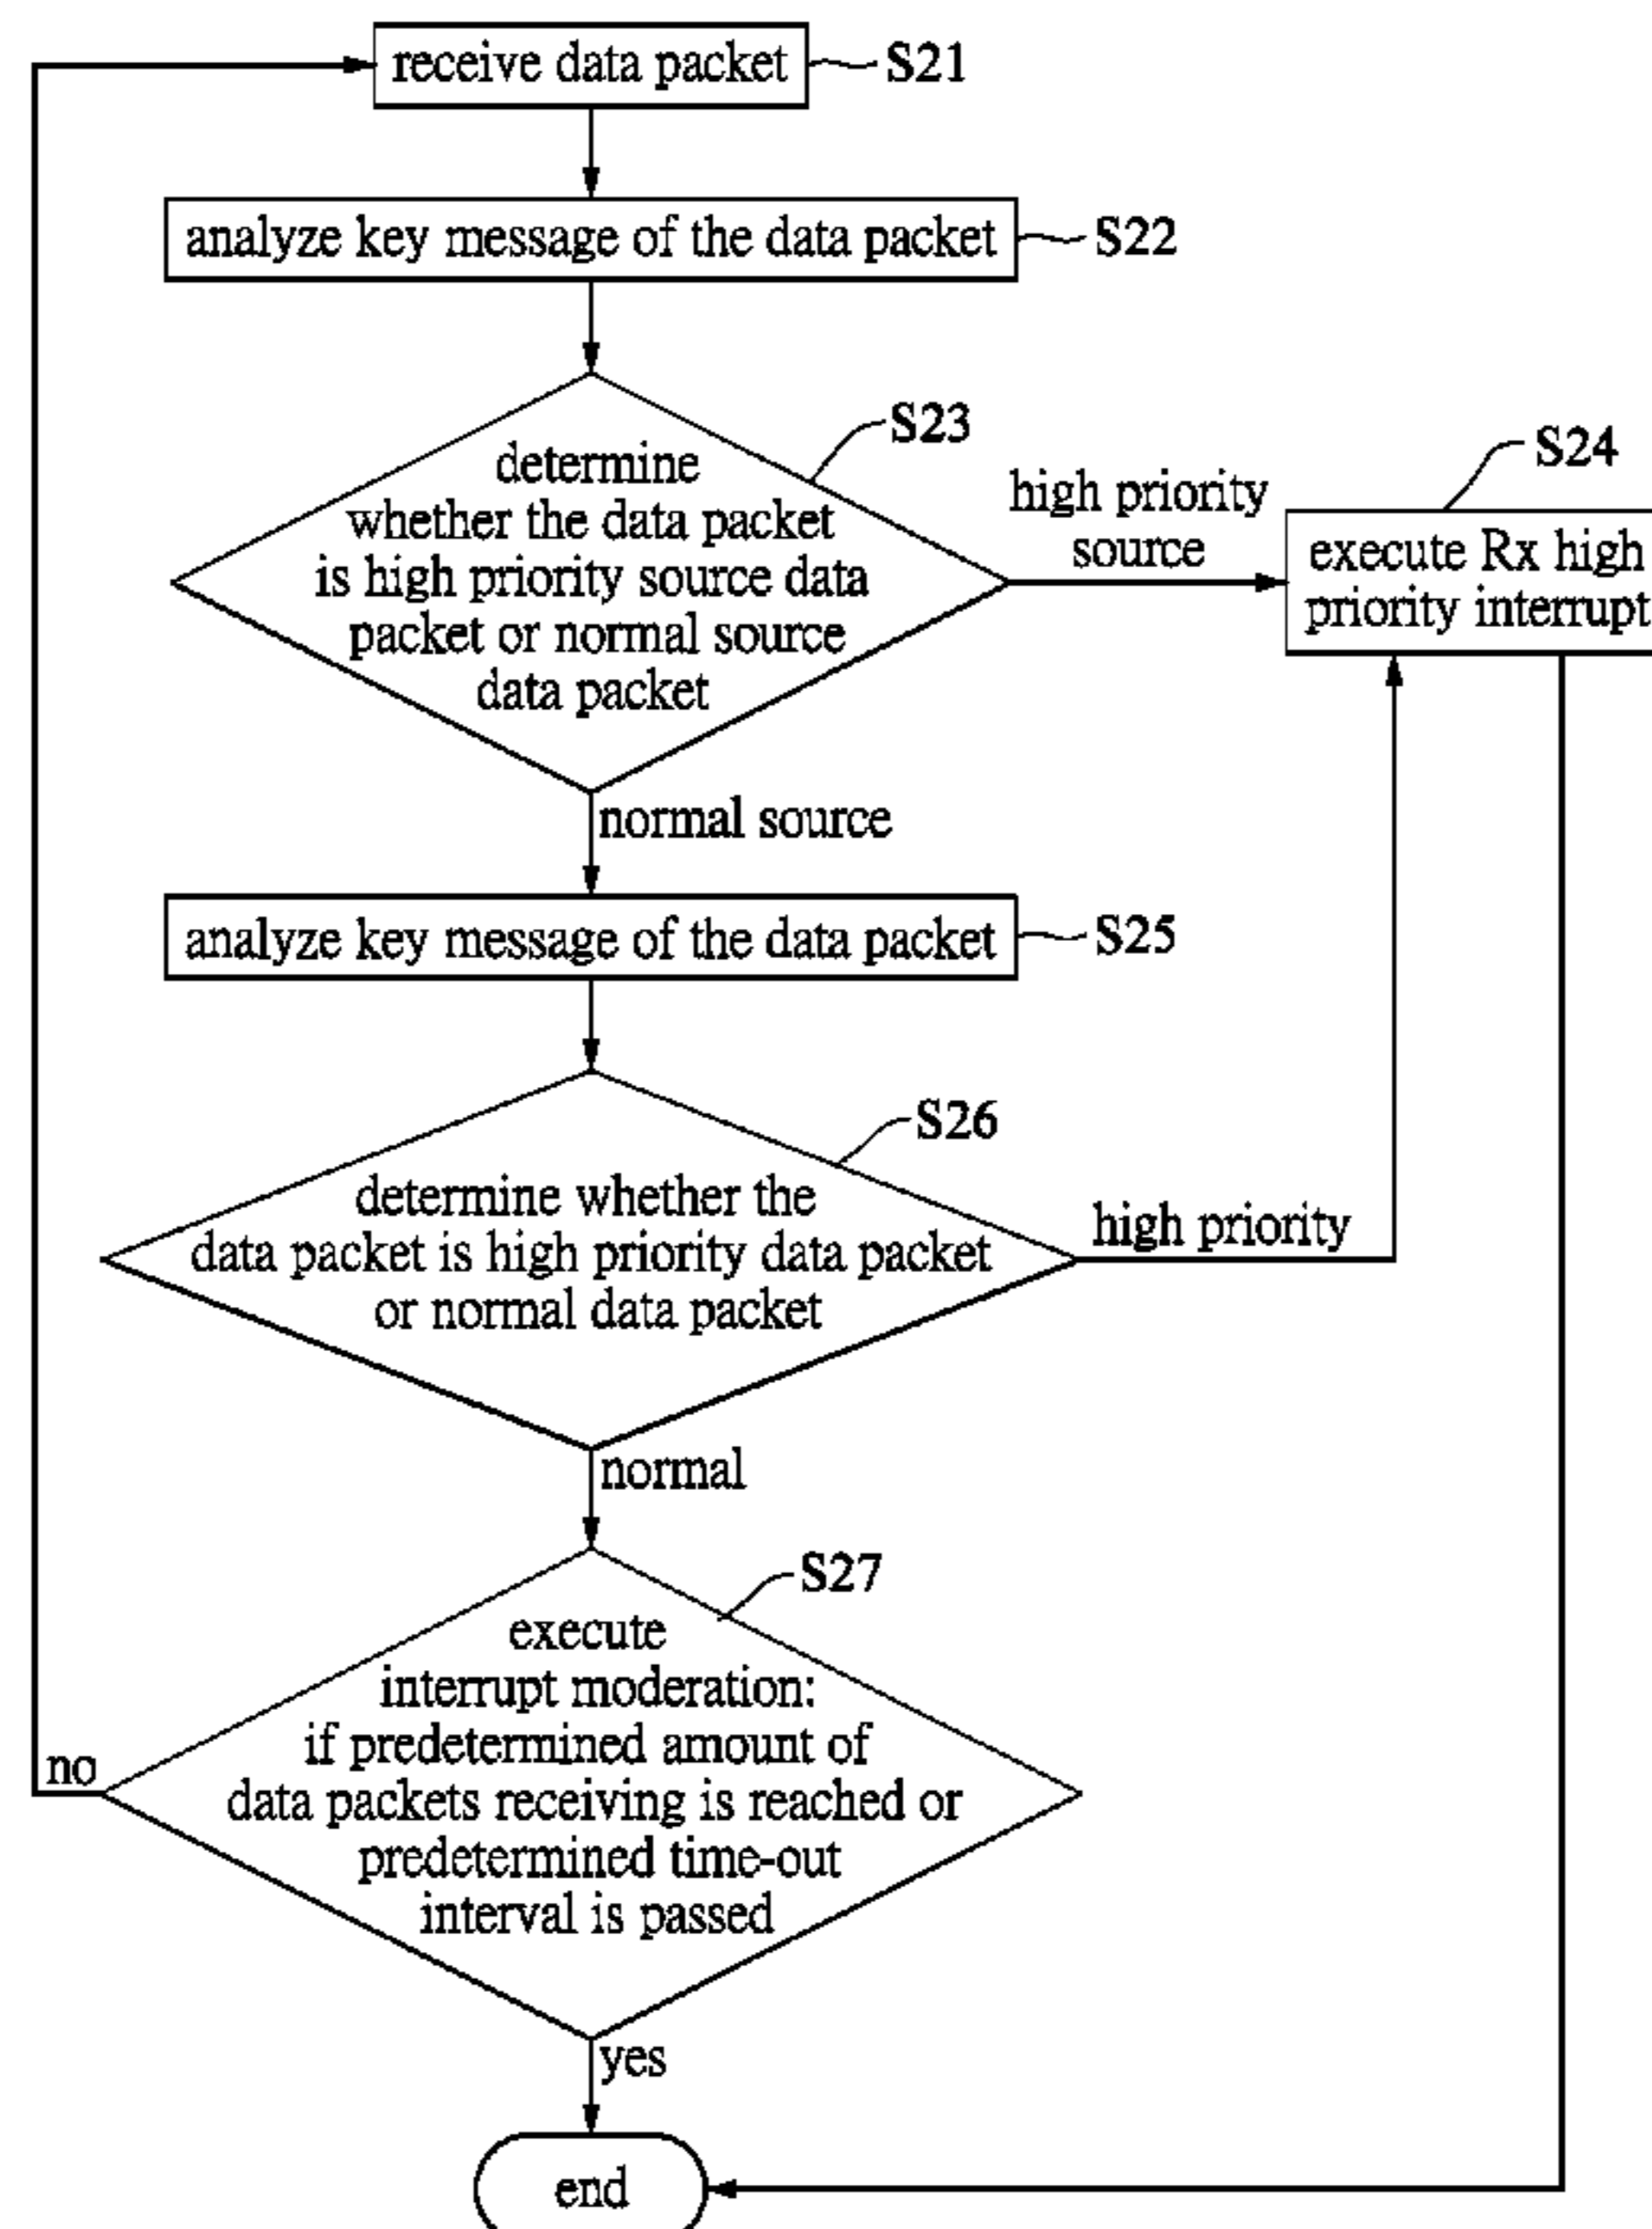 receive data packet
S21
analyze key message of the data packet
S22
S23
determine
whether the data packet
is high priority source data
packet or normal source
data packet
high priority
source
S24
execute Rx high
priority interrupt
normal source
analyze key message of the data packet
S25
S26
determine whether the
data packet is high priority data packet
or normal data packet
high priority
normal
S27
execute
interrupt moderation:
if predetermined amount of
data packets receiving is reached or
predetermined time-out
interval is passed
no
yes
end